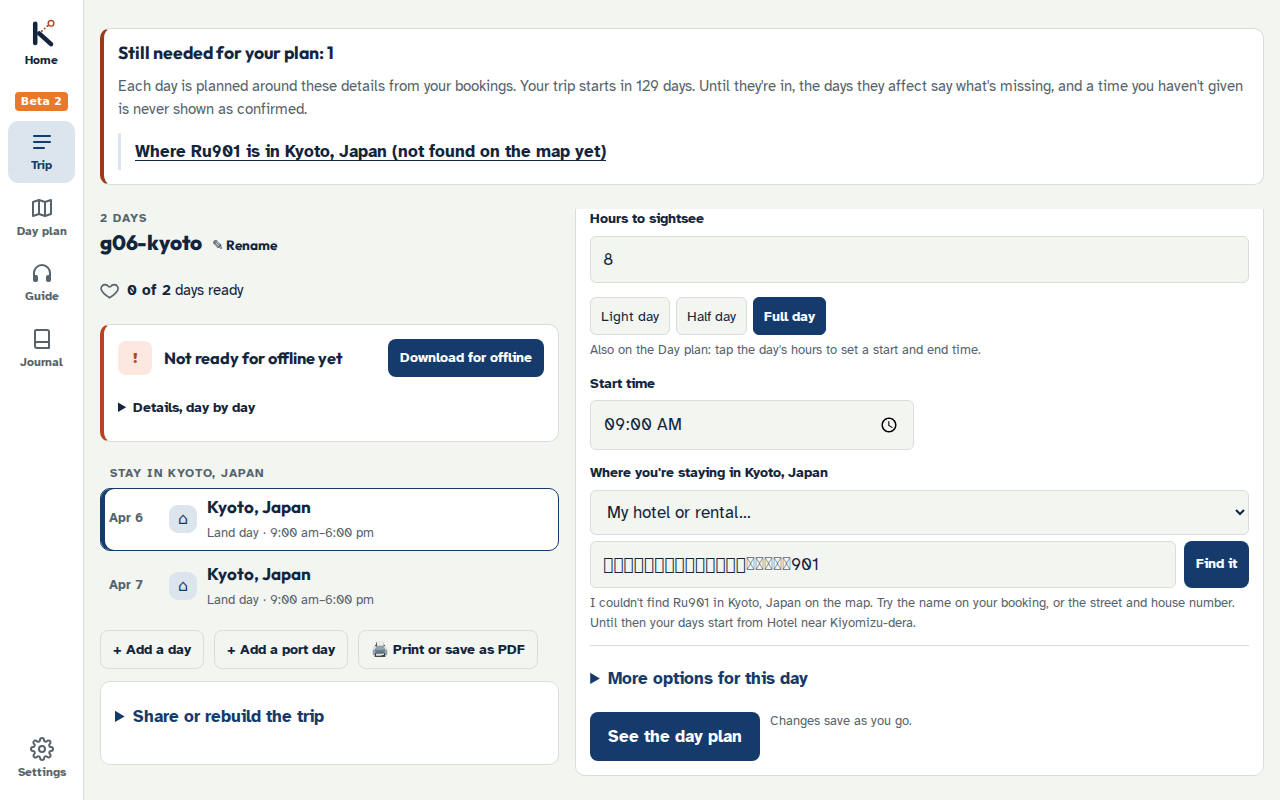 Home
Beta 2
Trip
Day plan
Guide
Journal
Settings
Still needed for your plan: 1
Each day is planned around these details from your bookings. Your trip starts in 129 days. Until they're in, the days they affect say what's missing, and a time you haven't given
is never shown as confirmed.
Where Ru901 is in Kyoto, Japan (not found on the map yet)
2 DAYS
g06-kyoto ✎ Rename
0 of 2 days ready
! Not ready for offline yet
Download for offline
▶ Details, day by day
STAY IN KYOTO, JAPAN
Apr 6
Kyoto, Japan
Land day · 9:00 am–6:00 pm
Apr 7
Kyoto, Japan
Land day · 9:00 am–6:00 pm
+ Add a day
+ Add a port day
Print or save as PDF
▶ Share or rebuild the trip
Hours to sightsee
8
Light day
Half day
Full day
Also on the Day plan: tap the day's hours to set a start and end time.
Start time
09:00 AM
Where you're staying in Kyoto, Japan
My hotel or rental...
901
Find it
I couldn't find Ru901 in Kyoto, Japan on the map. Try the name on your booking, or the street and house number.
Until then your days start from Hotel near Kiyomizu-dera.
▶ More options for this day
See the day plan
Changes save as you go.